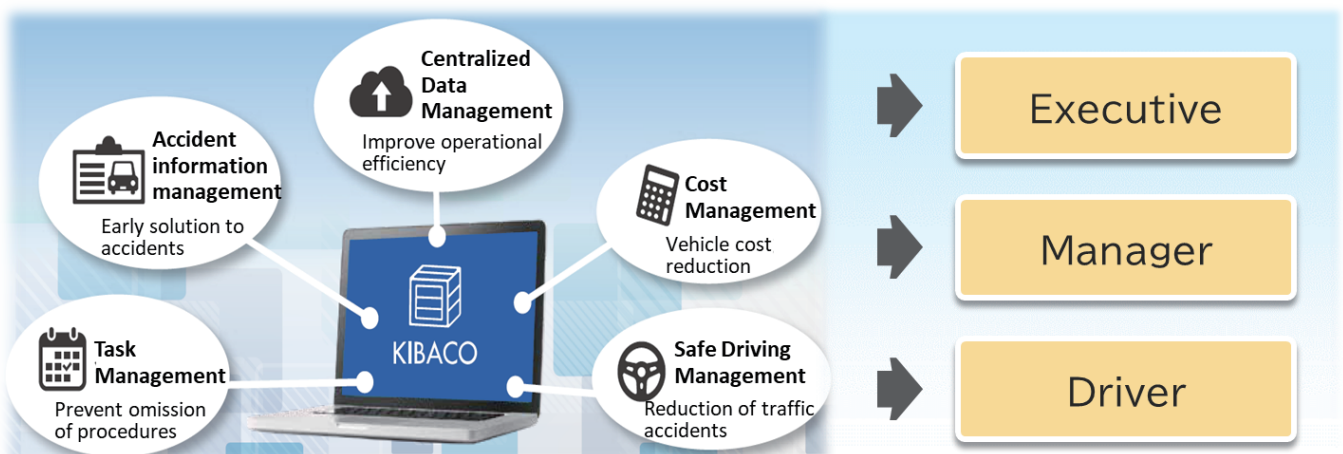 Centralized
Data
Management
Improve operational
efficiency
Accident
information
management
Early solution to
accidents
Cost
Management
Vehicle cost
reduction
KIBACO
Task
Management
Prevent omission
of procedures
Safe Driving
Management
Reduction of traffic
accidents
Executive
Manager
Driver